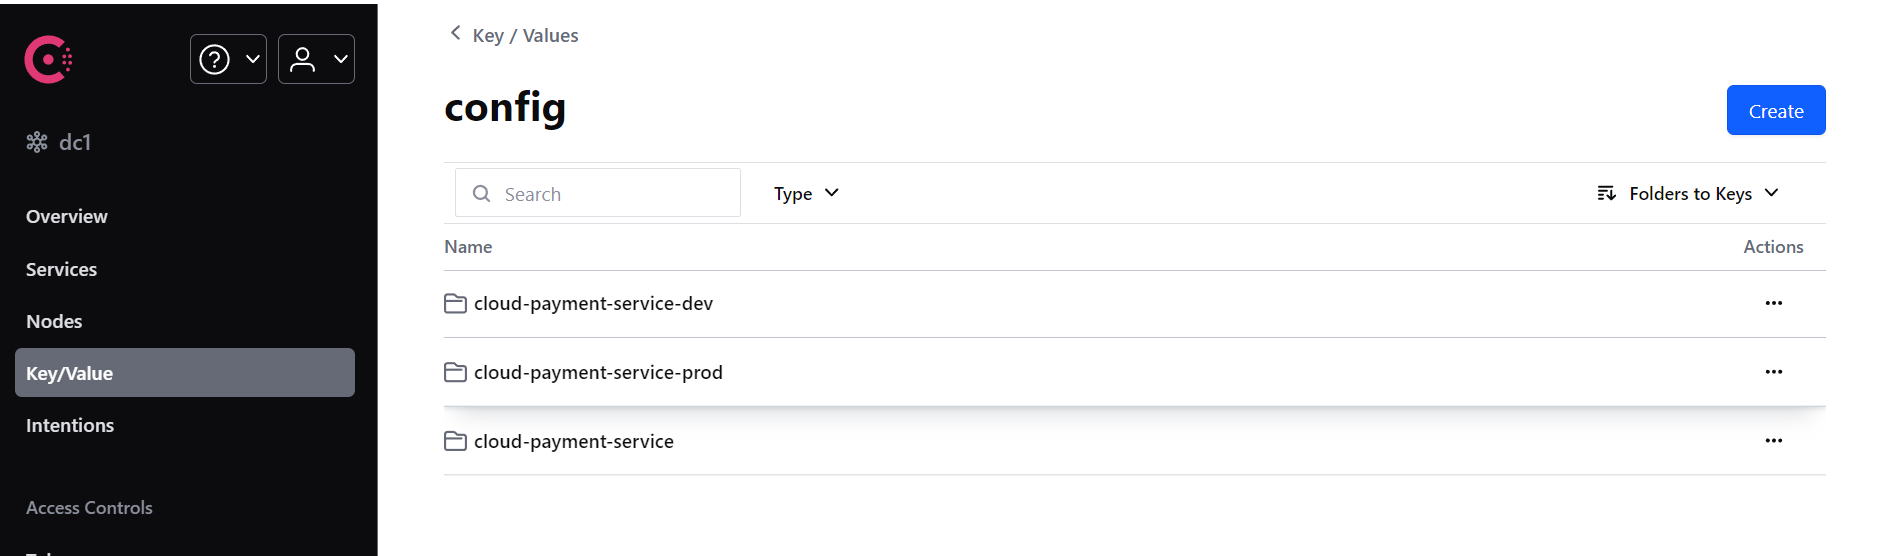 Key / Values
dc1
config
Create
Overview
Services
Nodes
Key/Value
Intentions
Access Controls
Search
Type
Folders to Keys
Name
Actions
cloud-payment-service-dev
cloud-payment-service-prod
cloud-payment-service